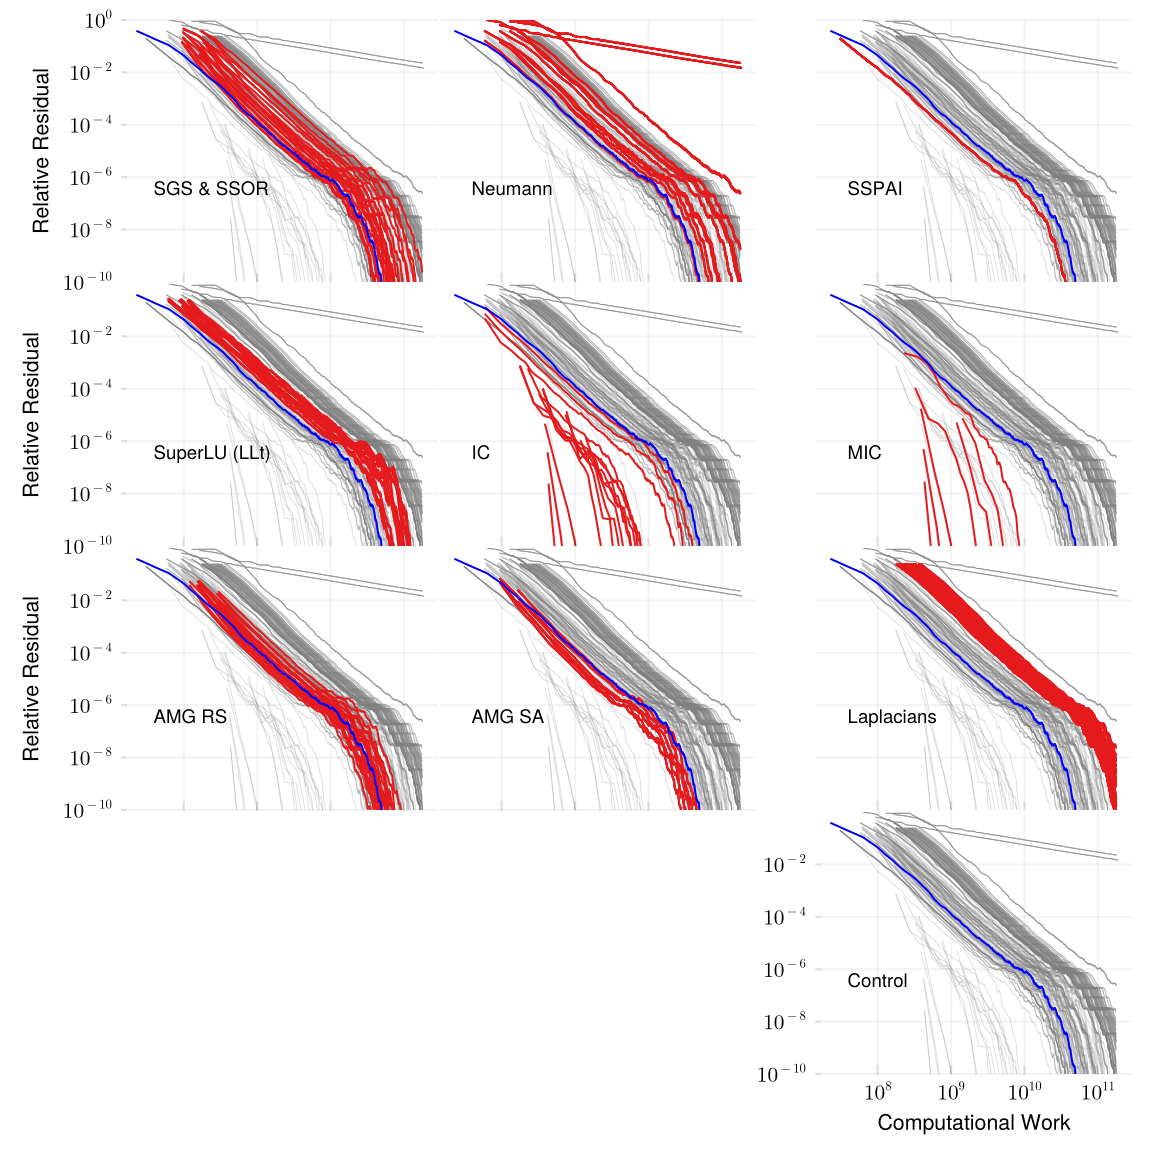 Relative Residual
10^0
10^−2
10^−4
10^−6
10^−8
10^−10
SGS & SSOR
Neumann
SSPAI
Relative Residual
10^−2
10^−4
10^−6
10^−8
10^−10
SuperLU (LLt)
IC
MIC
Relative Residual
10^−2
10^−4
10^−6
10^−8
10^−10
AMG RS
AMG SA
Laplacians
10^−2
10^−4
10^−6
10^−8
10^−10
Control
10^8 10^9 10^10 10^11
Computational Work